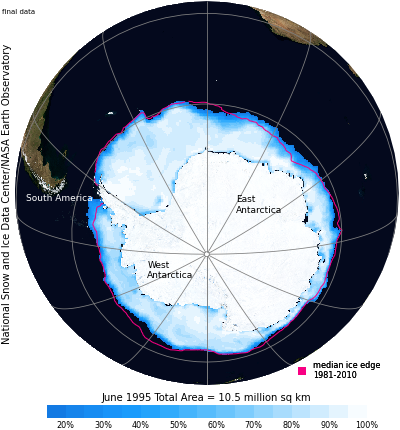 final data
National Snow and Ice Data Center/NASA Earth Observatory
South America
East
Antarctica
West
Antarctica
median ice edge
1981-2010
June 1995 Total Area = 10.5 million sq km
20% 30% 40% 50% 60% 70% 80% 90% 100%